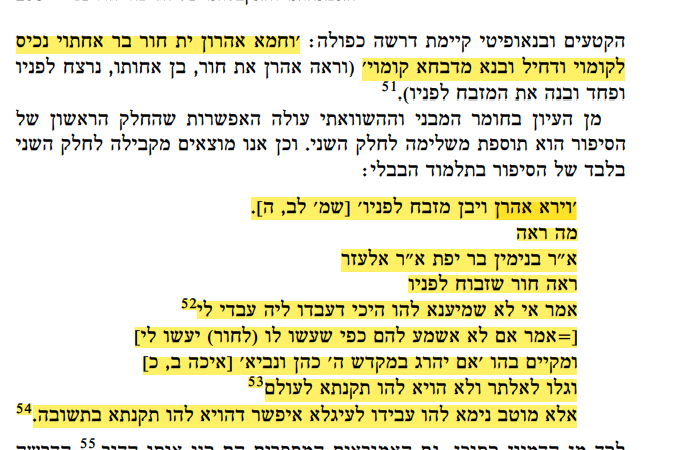 הקטעים ובנאופיטי קיימת דרשה כפולה: ׳וחמא אהרון ית חור בר אחתוי נכיס
לקומוי ודחיל ובנא מדבחא קומוי׳ (וראה אהרן את חור, בן אחותו, נרצח לפניו
ופחד ובנה את המזבח לפניו).51
מן העיון בחומר המבני וההשוואתי עולה האפשרות שהחלק הראשון של
הסיפור הוא תוספת משלימה לחלק השני. וכן אנו מוצאים מקבילה לחלק השני
בלבד של הסיפור בתלמוד הבבלי:
׳וירא אהרן ויבן מזבח לפניו׳ [שמ׳ לב, ה].
מה ראה
א״ר בנימין בר יפת א״ר אלעזר
ראה חור שזבוח לפניו
אמר אי לא שמיענא להו היכי דעבדו ליה עבדי לי52
[=אמר אם לא אשמע להם כפי שעשו לו (לחור) יעשו לי]
ומקיים בהו ׳אם יהרג במקדש ה׳ כהן ונביא׳ [איכה ב, כ]
וגלו לאלתר ולא הויא להו תקנתא לעולם53
אלא מוטב נימא להו עבידו לעיגלא איפשר דהויא להו תקנתא בתשובה.54
55